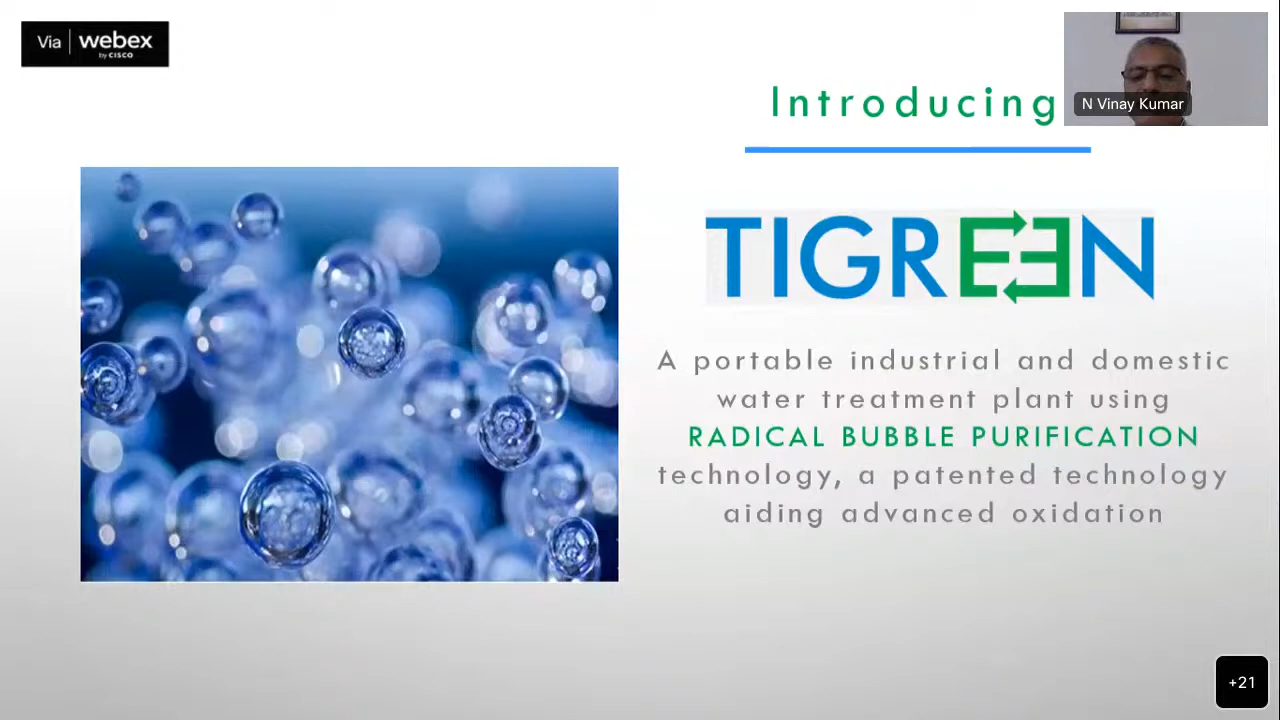 Via webex
by CISCO
Introducing
N Vinay Kumar
TIGREEN
A portable industrial and domestic
water treatment plant using
RADICAL BUBBLE PURIFICATION
technology, a patented technology
aiding advanced oxidation
+21